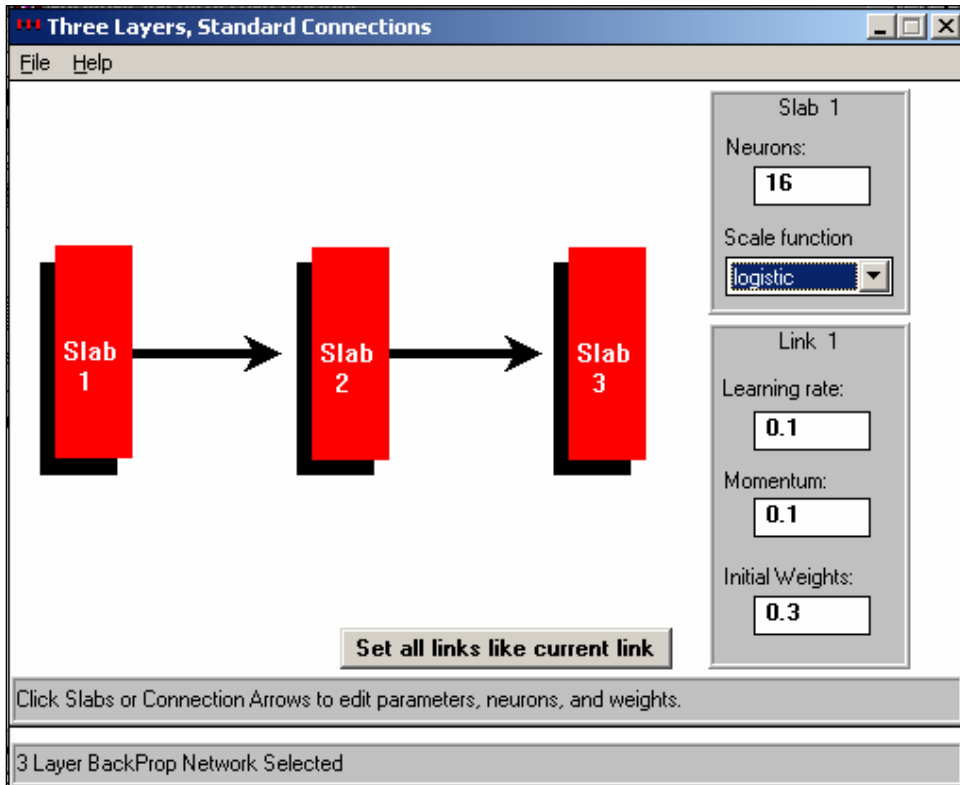 Three Layers, Standard Connections
File Help
Slab 1
Neurons:
16
Scale function
logistic
Slab
1
Slab
2
Slab
3
Link 1
Learning rate:
0.1
Momentum:
0.1
Initial Weights:
0.3
Set all links like current link
Click Slabs or Connection Arrows to edit parameters, neurons, and weights.
3 Layer BackProp Network Selected